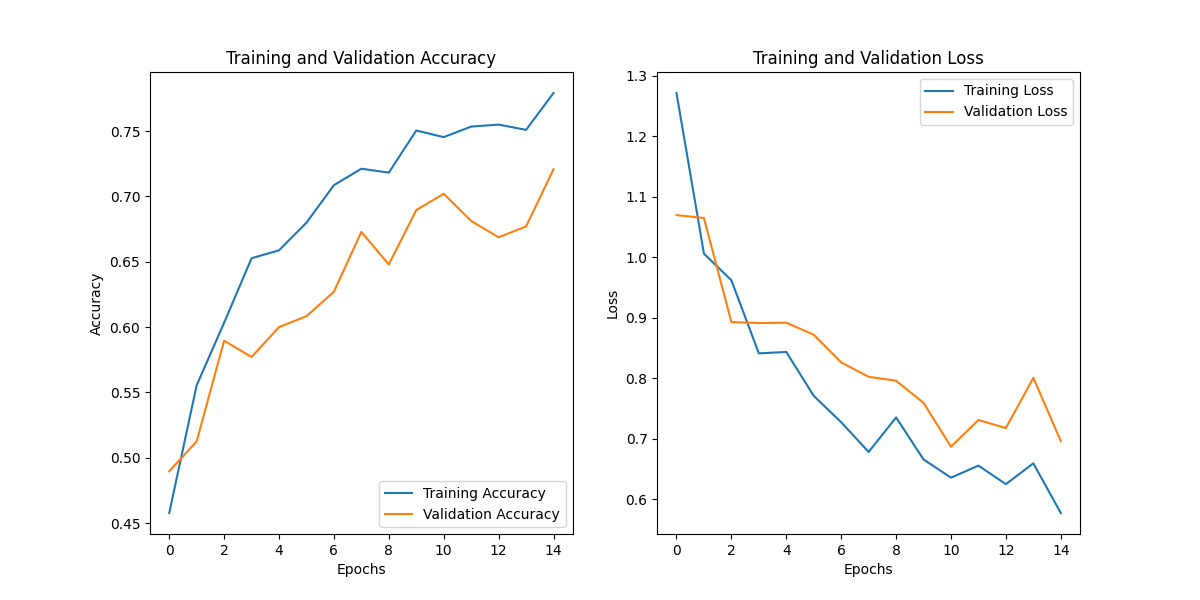 Training and Validation Accuracy
Accuracy
0.75
0.70
0.65
0.60
0.55
0.50
0.45
0 2 4 6 8 10 12 14
Epochs
Training Accuracy
Validation Accuracy
Training and Validation Loss
Loss
1.3
1.2
1.1
1.0
0.9
0.8
0.7
0.6
0 2 4 6 8 10 12 14
Epochs
Training Loss
Validation Loss